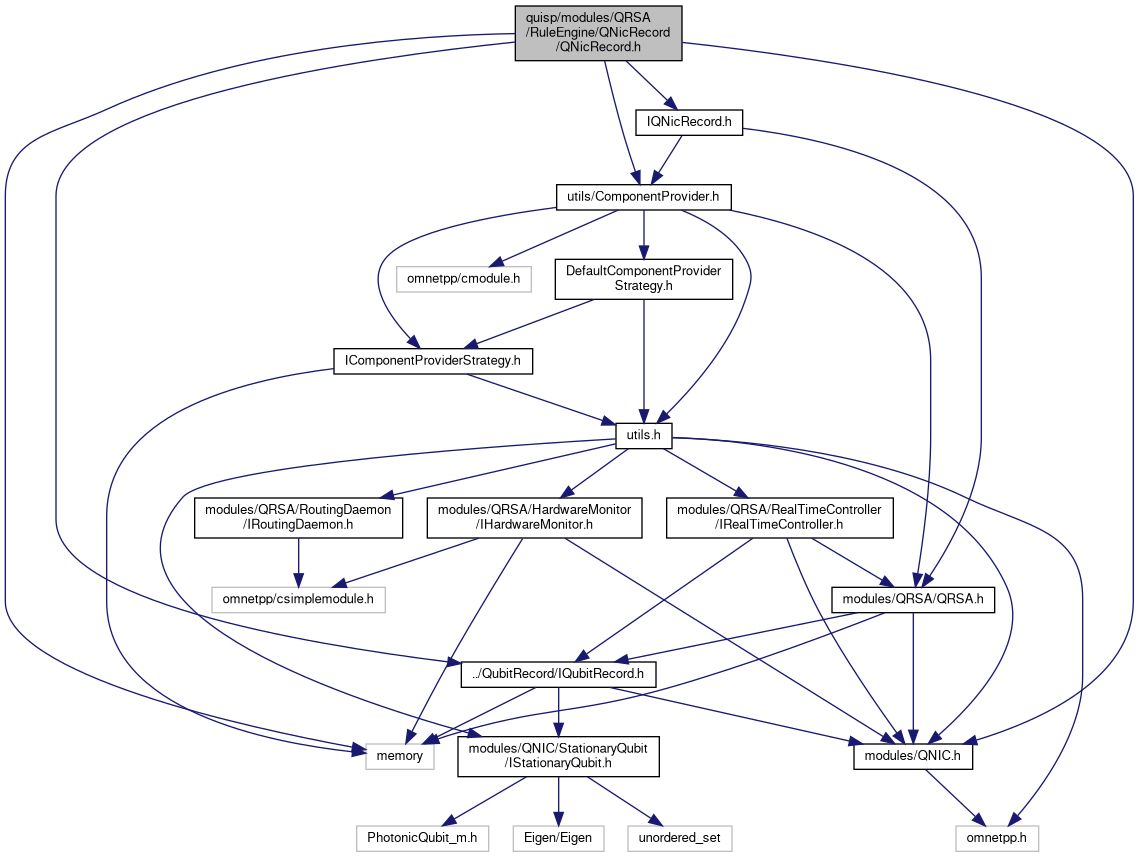 quisp/modules/QRSA
/RuleEngine/QNicRecord
/QNicRecord.h
IQNicRecord.h
utils/ComponentProvider.h
omnetpp/cmodule.h
DefaultComponentProvider
Strategy.h
IComponentProviderStrategy.h
utils.h
modules/QRSA/RoutingDaemon
/IRoutingDaemon.h
modules/QRSA/HardwareMonitor
/IHardwareMonitor.h
modules/QRSA/RealTimeController
/IRealTimeController.h
omnetpp/csimplemodule.h
modules/QRSA/QRSA.h
../QubitRecord/IQubitRecord.h
memory
modules/QNIC/StationaryQubit
/IStationaryQubit.h
modules/QNIC.h
PhotonicQubit_m.h
Eigen/Eigen
unordered_set
omnetpp.h